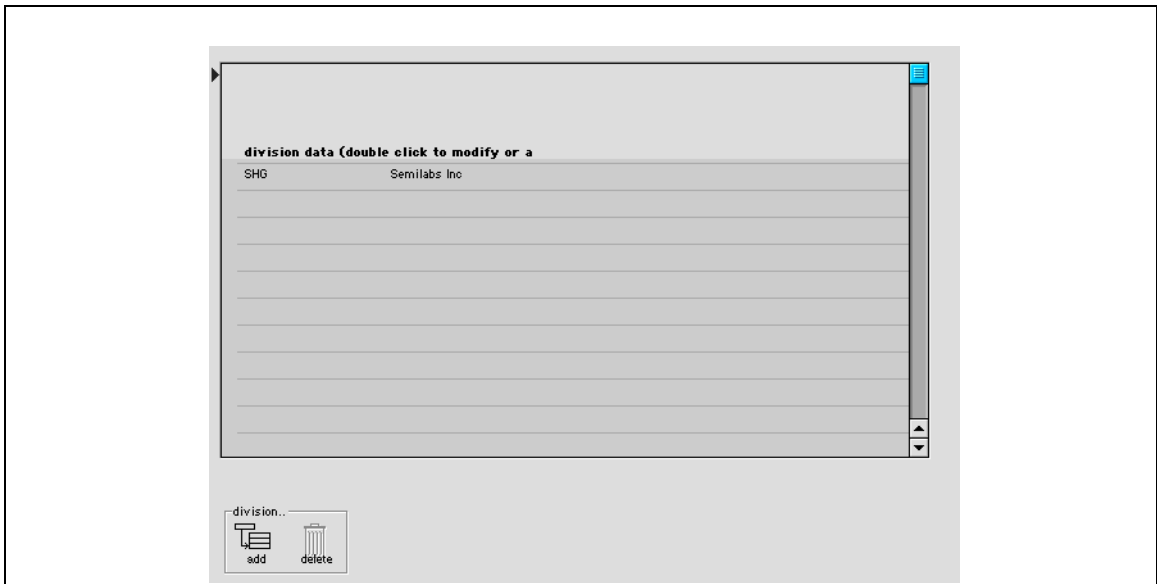 division data (double click to modify or a
SHG Semilabs Inc
division..
add delete